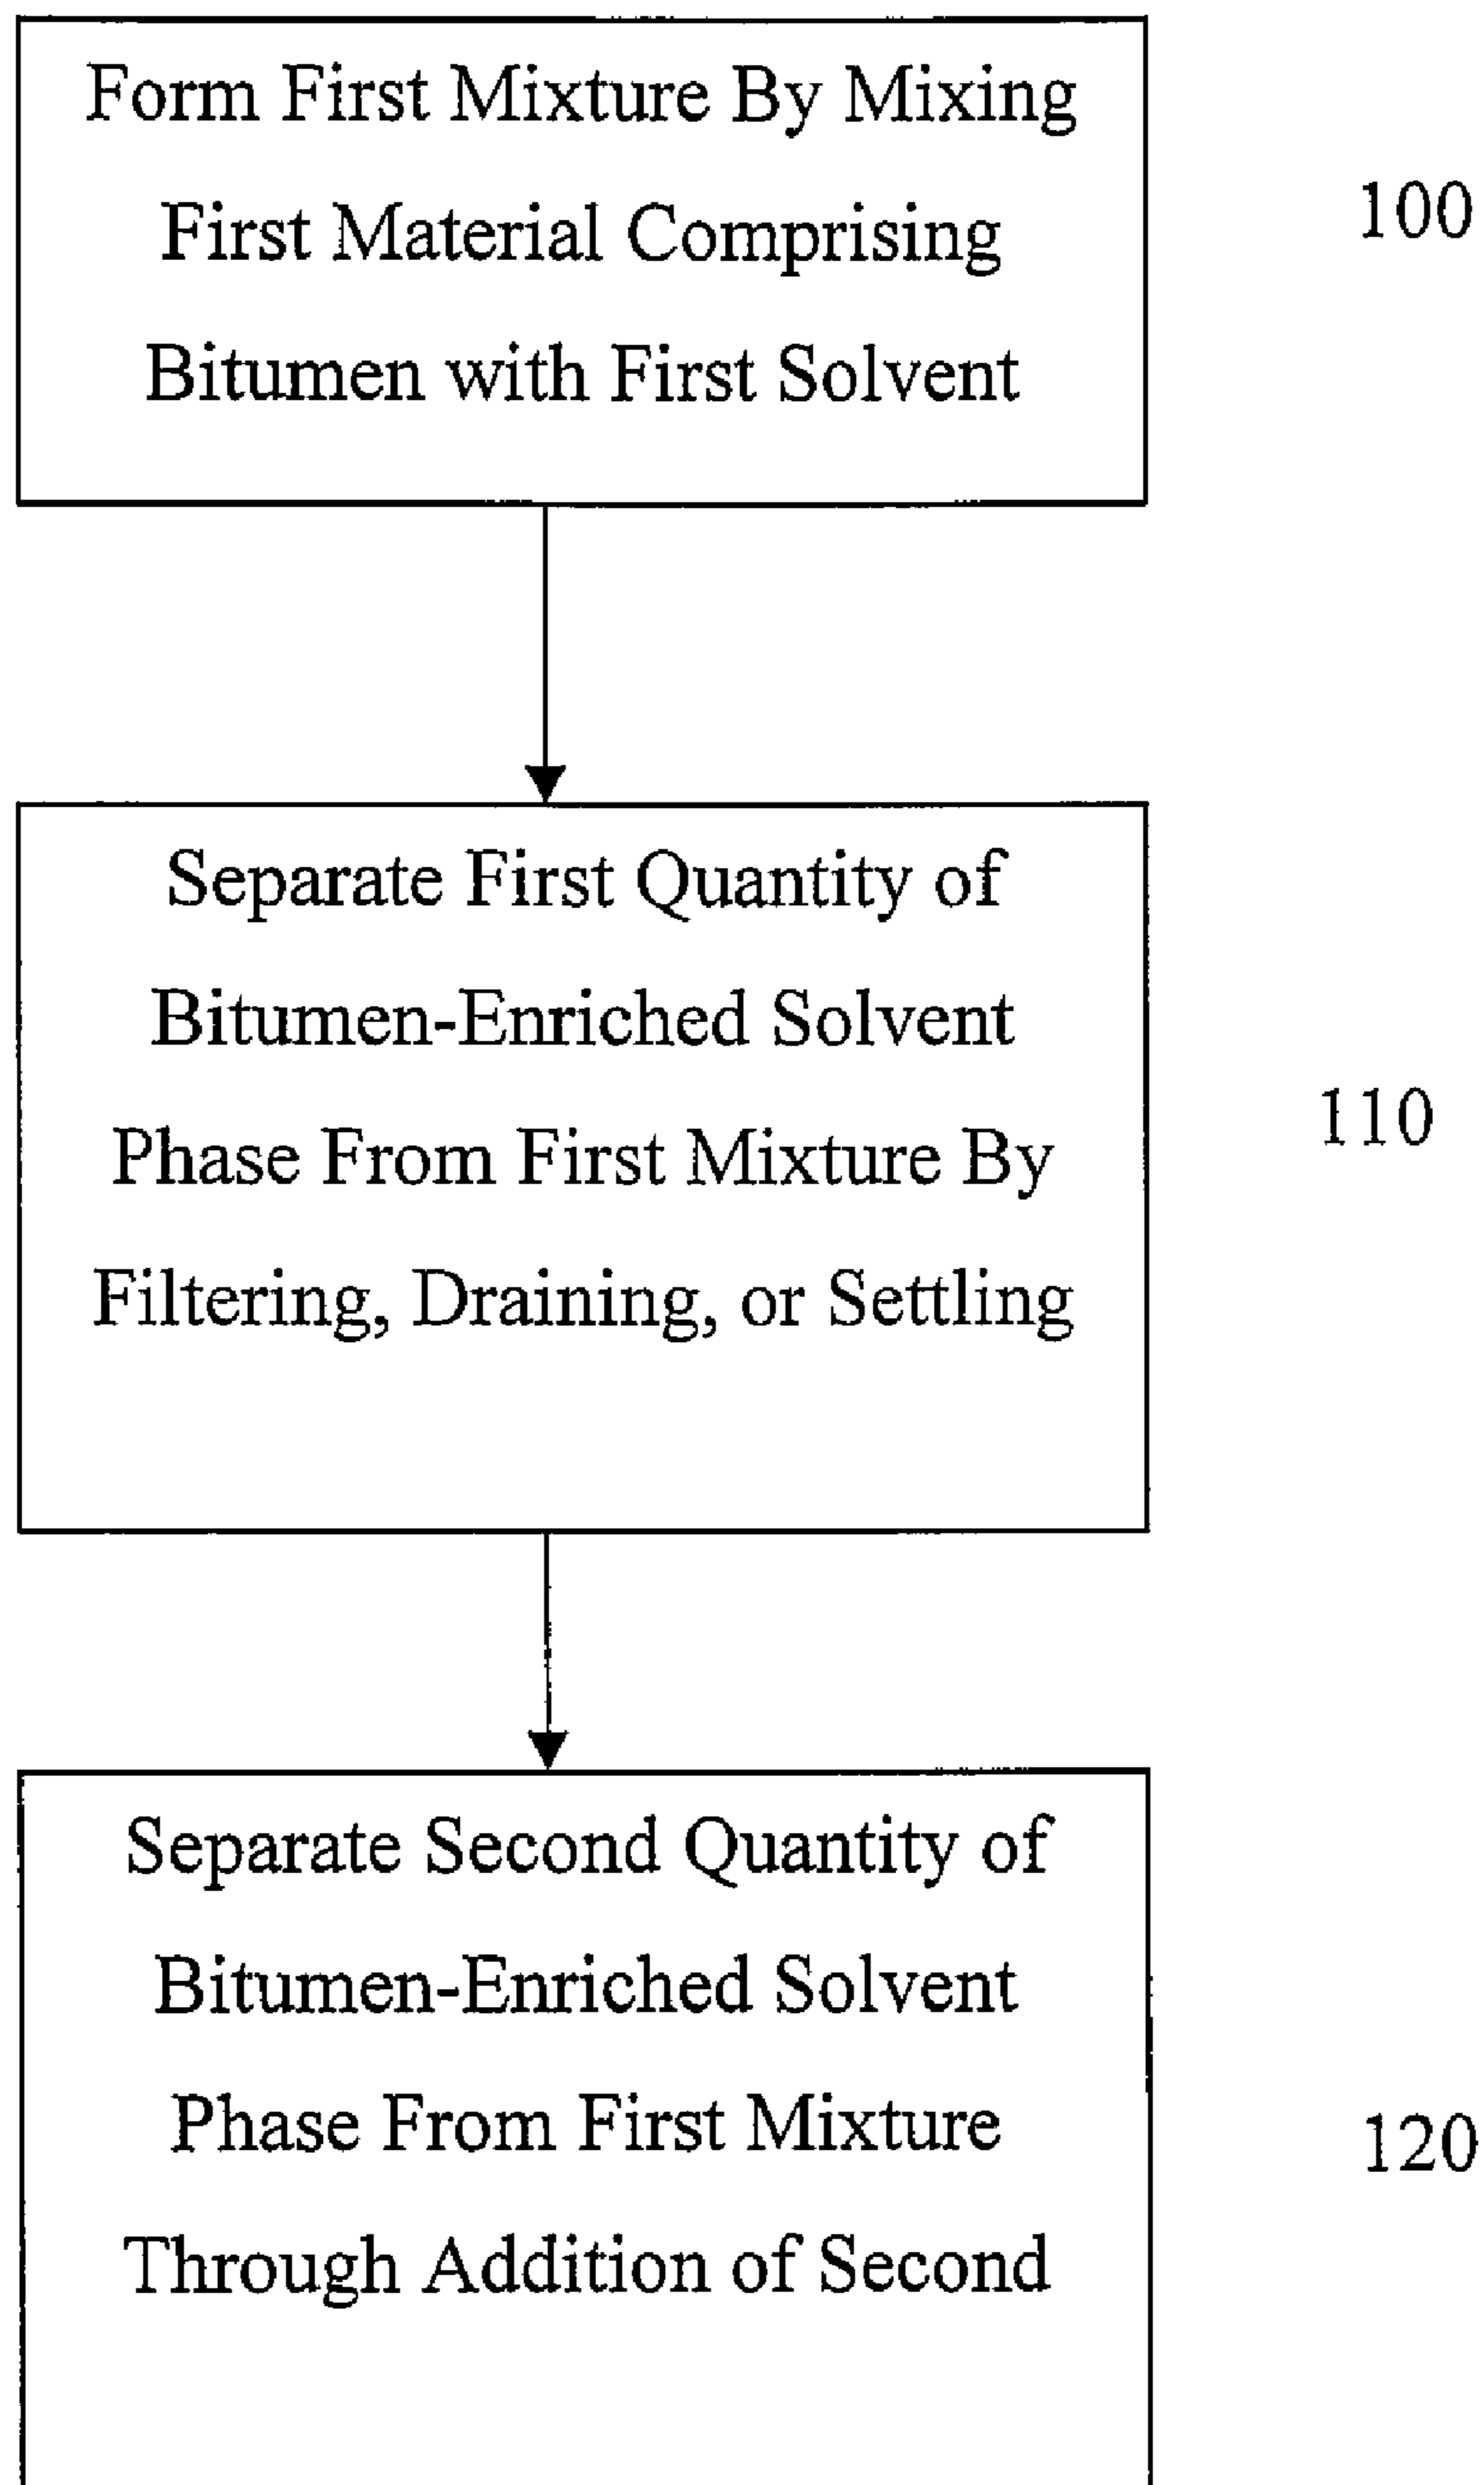 Form First Mixture By Mixing
First Material Comprising
Bitumen with First Solvent
100
Separate First Quantity of
Bitumen-Enriched Solvent
Phase From First Mixture By
Filtering, Draining, or Settling
110
Separate Second Quantity of
Bitumen-Enriched Solvent
Phase From First Mixture
Through Addition of Second
120